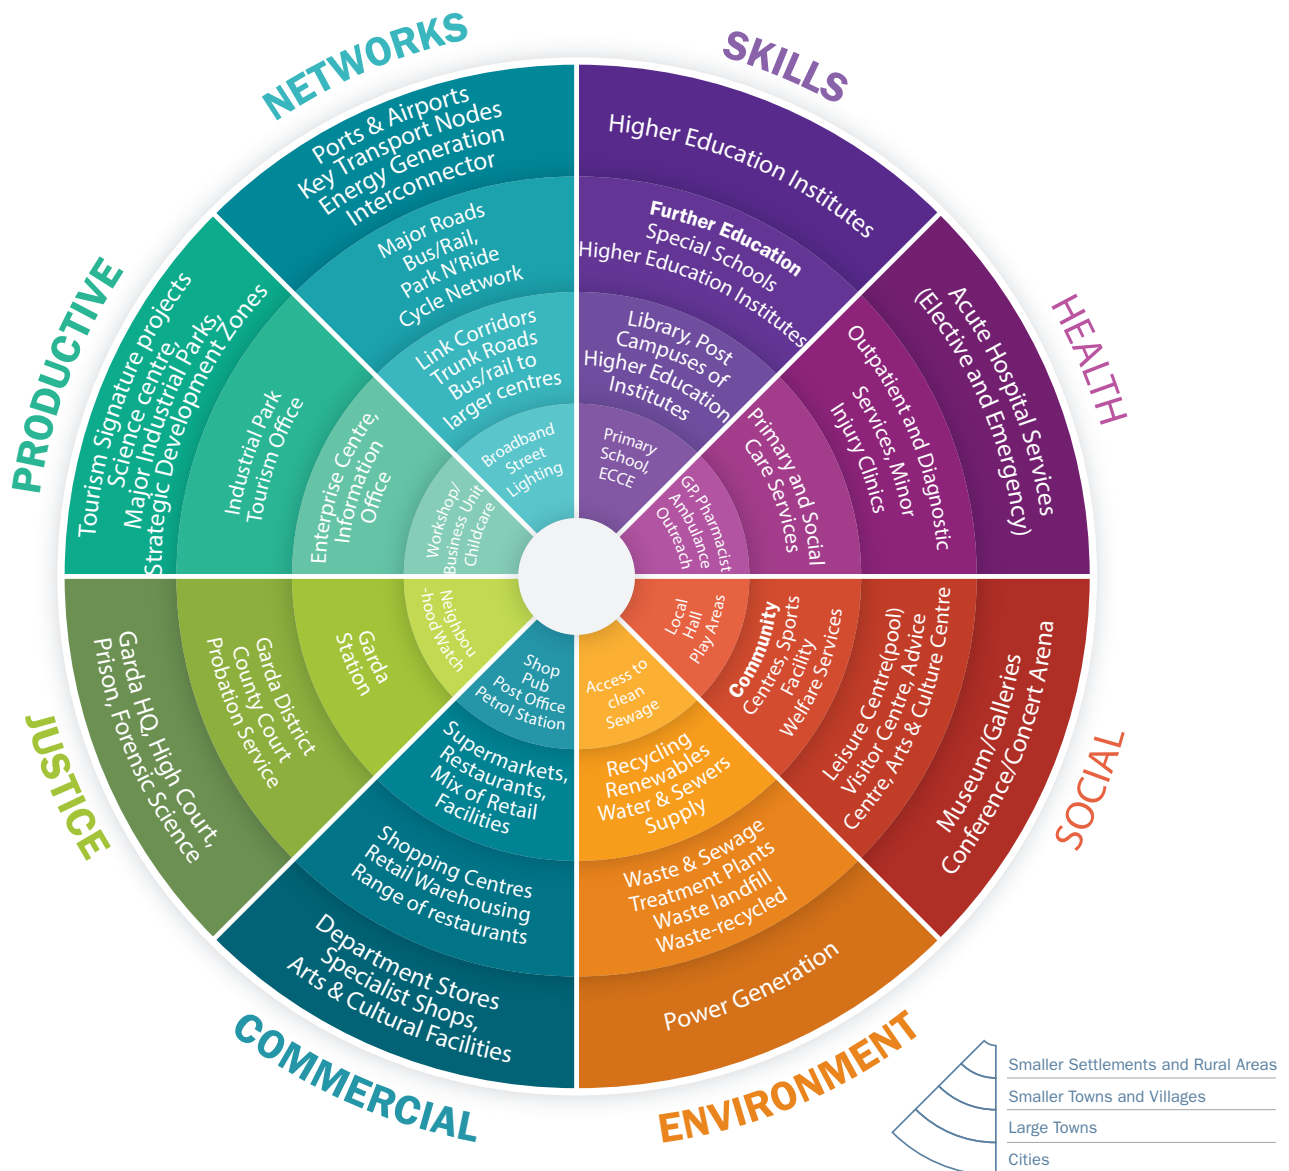 NETWORKS
Ports & Airports
Key Transport Nodes
Energy Generation
Interconnector
Major Roads
Bus/Rail,
Park N'Ride
Cycle Network
Link Corridors
Trunk Roads
Bus/rail to
larger centres
Broadband
Street
Lighting
SKILLS
Higher Education Institutes
Further Education
Special Schools
Higher Education Institutes
Library, Post
Campuses of
Higher Education
Institutes
Primary
School,
ECCE
HEALTH
Acute Hospital Services
(Elective and Emergency)
Outpatient and Diagnostic
Services, Minor
Injury Clinics
Primary and Social
Care Services
GP, Pharmacist
Ambulance
Outreach
SOCIAL
Museum/Galleries
Conference/Concert Arena
Leisure Centre(pool)
Visitor Centre, Advice
Centre, Arts & Culture Centre
Community
Centres, Sports
Facility
Welfare Services
Local
Hall
Play Areas
ENVIRONMENT
Access to
clean
Sewage
Recycling
Renewables
Water & Sewers
Supply
Waste & Sewage
Treatment Plants
Waste landfill
Waste-recycled
Power Generation
COMMERCIAL
Shop
Pub
Post Office
Petrol Station
Supermarkets,
Restaurants,
Mix of Retail
Facilities
Shopping Centres
Retail Warehousing
Range of restaurants
Department Stores
Specialist Shops,
Arts & Cultural Facilities
JUSTICE
Neighbou
-hood Watch
Garda
Station
Garda District
County Court
Probation Service
Garda HQ, High Court,
Prison, Forensic Science
PRODUCTIVE
Tourism Signature projects
Science centre,
Major Industrial Parks,
Strategic Development Zones
Industrial Park
Tourism Office
Enterprise Centre,
Information
Office
Workshop/
Business Unit
Childcare
Smaller Settlements and Rural Areas
Smaller Towns and Villages
Large Towns
Cities